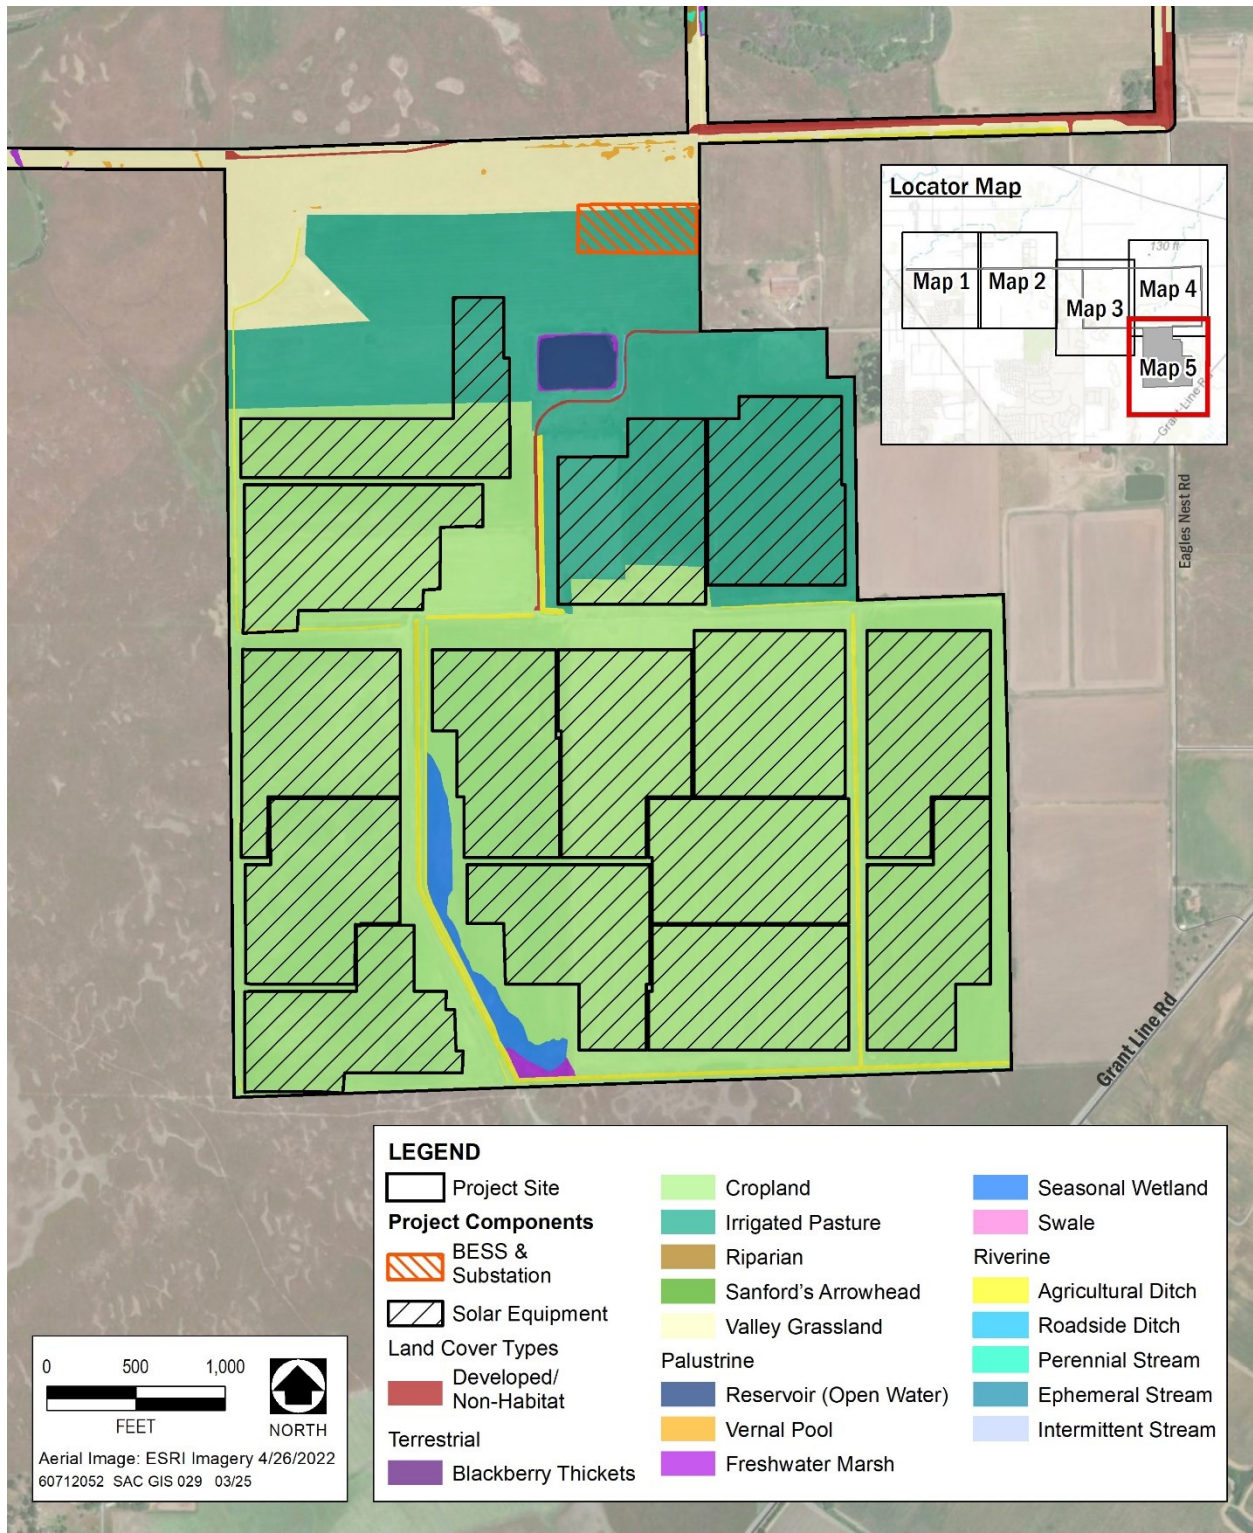 Locator Map
130 ft
Map 1
Map 2
Map 3
Map 4
Map 5
Grant Line Rd
Eagles Nest Rd
Grant Line Rd
LEGEND
Project Site
Project Components
BESS &
Substation
Solar Equipment
Land Cover Types
Developed/
Non-Habitat
Terrestrial
Blackberry Thickets
Cropland
Irrigated Pasture
Riparian
Sanford's Arrowhead
Valley Grassland
Palustrine
Reservoir (Open Water)
Vernal Pool
Freshwater Marsh
Seasonal Wetland
Swale
Riverine
Agricultural Ditch
Roadside Ditch
Perennial Stream
Ephemeral Stream
Intermittent Stream
0 500 1,000
FEET
NORTH
Aerial Image: ESRI Imagery 4/26/2022
60712052 SAC GIS 029 03/25